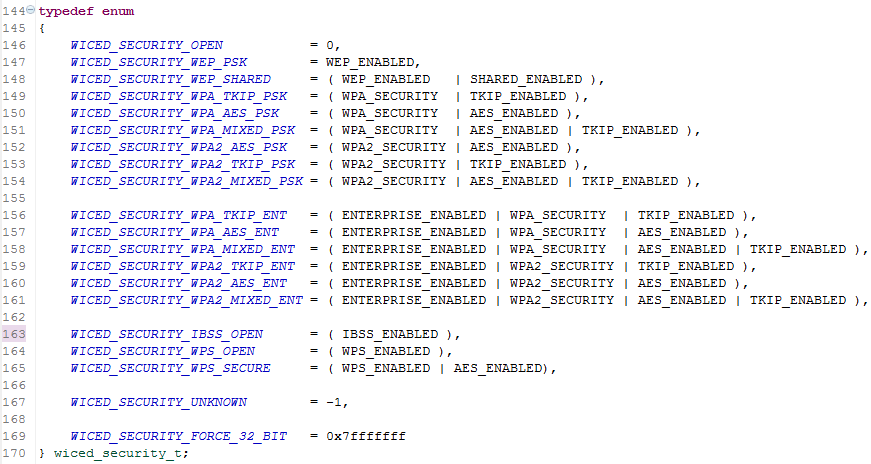 144 typedef enum
145 {
146     WICED_SECURITY_OPEN           = 0,
147     WICED_SECURITY_WEP_PSK        = WEP_ENABLED,
148     WICED_SECURITY_WEP_SHARED     = ( WEP_ENABLED   | SHARED_ENABLED ),
149     WICED_SECURITY_WPA_TKIP_PSK   = ( WPA_SECURITY  | TKIP_ENABLED ),
150     WICED_SECURITY_WPA_AES_PSK    = ( WPA_SECURITY  | AES_ENABLED ),
151     WICED_SECURITY_WPA_MIXED_PSK  = ( WPA_SECURITY  | AES_ENABLED | TKIP_ENABLED ),
152     WICED_SECURITY_WPA2_AES_PSK   = ( WPA2_SECURITY | AES_ENABLED ),
153     WICED_SECURITY_WPA2_TKIP_PSK  = ( WPA2_SECURITY | TKIP_ENABLED ),
154     WICED_SECURITY_WPA2_MIXED_PSK = ( WPA2_SECURITY | AES_ENABLED | TKIP_ENABLED ),
155
156     WICED_SECURITY_WPA_TKIP_ENT   = ( ENTERPRISE_ENABLED | WPA_SECURITY  | TKIP_ENABLED ),
157     WICED_SECURITY_WPA_AES_ENT    = ( ENTERPRISE_ENABLED | WPA_SECURITY  | AES_ENABLED ),
158     WICED_SECURITY_WPA_MIXED_ENT  = ( ENTERPRISE_ENABLED | WPA_SECURITY  | AES_ENABLED | TKIP_ENABLED ),
159     WICED_SECURITY_WPA2_TKIP_ENT  = ( ENTERPRISE_ENABLED | WPA2_SECURITY | TKIP_ENABLED ),
160     WICED_SECURITY_WPA2_AES_ENT   = ( ENTERPRISE_ENABLED | WPA2_SECURITY | AES_ENABLED ),
161     WICED_SECURITY_WPA2_MIXED_ENT = ( ENTERPRISE_ENABLED | WPA2_SECURITY | AES_ENABLED | TKIP_ENABLED ),
162
163     WICED_SECURITY_IBSS_OPEN      = ( IBSS_ENABLED ),
164     WICED_SECURITY_WPS_OPEN       = ( WPS_ENABLED ),
165     WICED_SECURITY_WPS_SECURE     = ( WPS_ENABLED | AES_ENABLED),
166
167     WICED_SECURITY_UNKNOWN        = -1,
168
169     WICED_SECURITY_FORCE_32_BIT   = 0x7fffffff
170 } wiced_security_t;